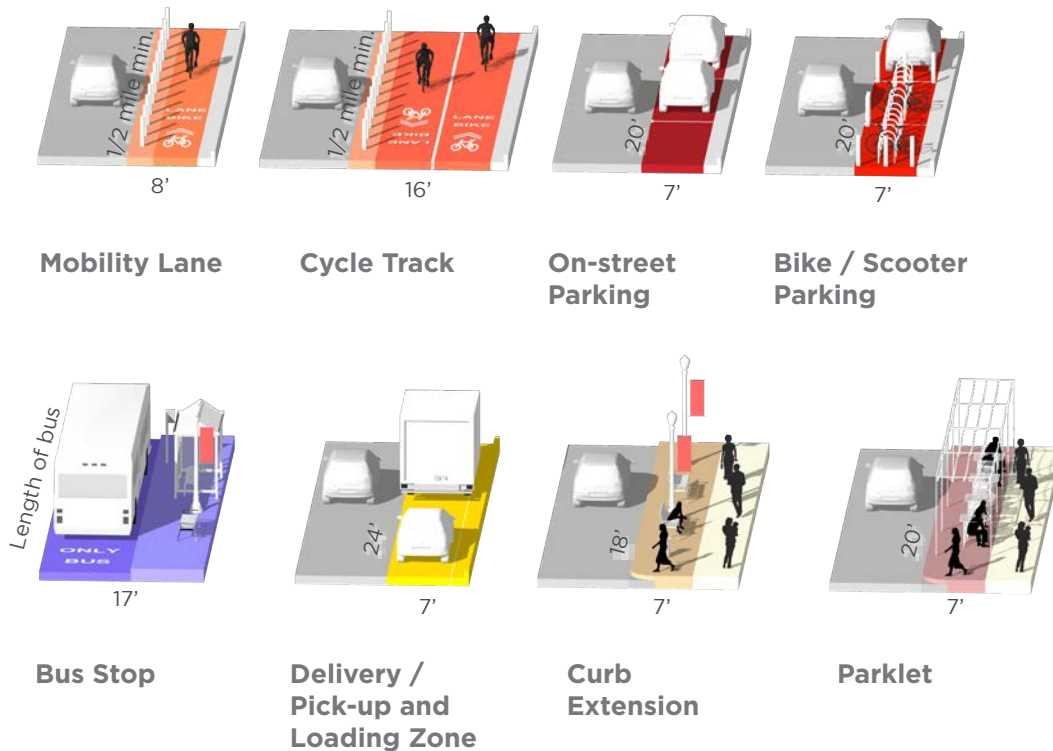 1/2 mile min.
LANE
BIKE
8'
1/2 mile min.
BIKE
LANE
LANE
BIKE
16'
20'
7'
20'
7'
Mobility Lane
Cycle Track
On-street
Parking
Bike / Scooter
Parking
Length of bus
ONLY
BUS
17'
24'
7'
18'
7'
20'
7'
Bus Stop
Delivery /
Pick-up and
Loading Zone
Curb
Extension
Parklet